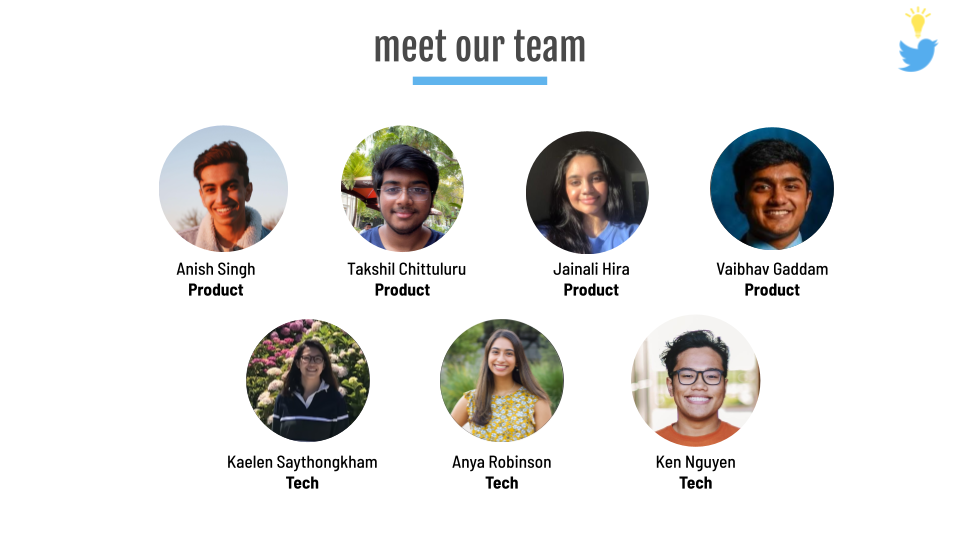 meet our team
Anish Singh
Product
Takshil Chittuluru
Product
Jainali Hira
Product
Vaibhav Gaddam
Product
Kaelen Saythongkham
Tech
Anya Robinson
Tech
Ken Nguyen
Tech